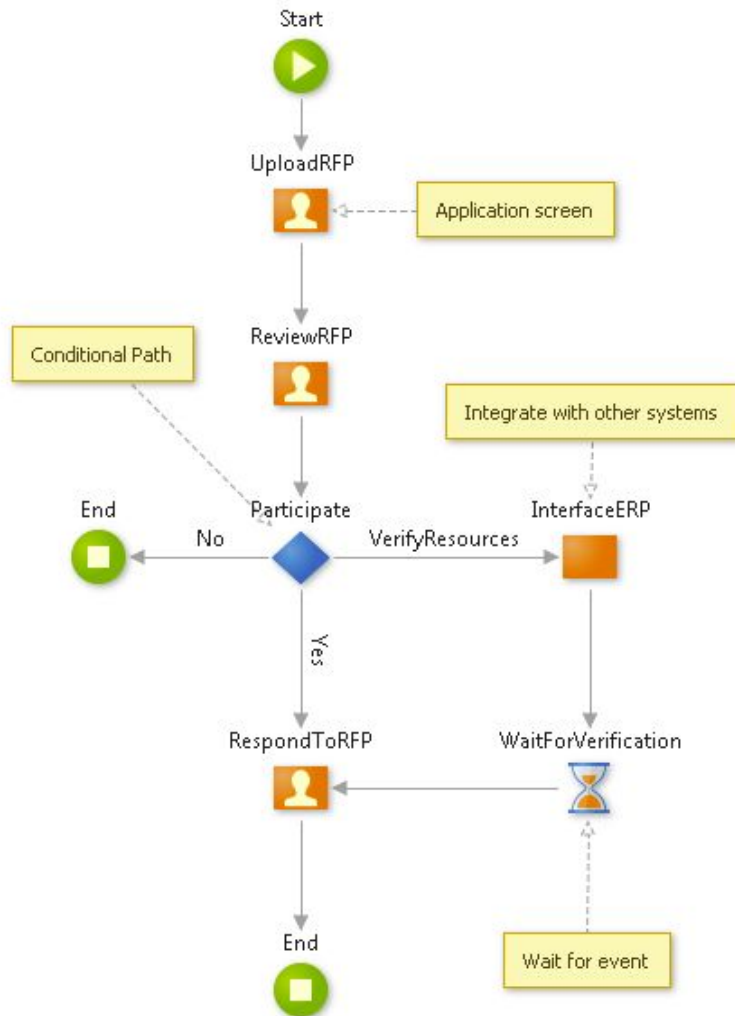 Start
UploadRFP
Application screen
ReviewRFP
Conditional Path
Integrate with other systems
End
No
Participate
VerifyResources
InterfaceERP
Yes
RespondToRFP
WaitForVerification
End
Wait for event